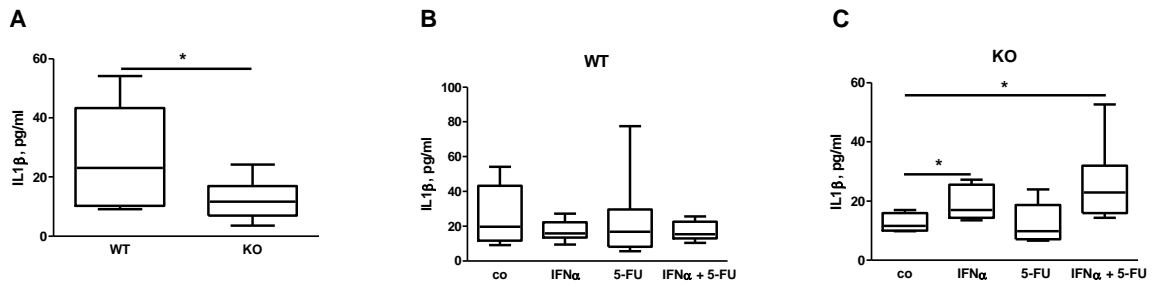 A
B
C
WT
KO
IL1β, pg/ml
60
40
20
0
*
WT
KO
IL1β, pg/ml
100
80
60
40
20
0
co
IFNα
5-FU
IFNα + 5-FU
IL1β, pg/ml
60
40
20
0
*
*
co
IFNα
5-FU
IFNα + 5-FU